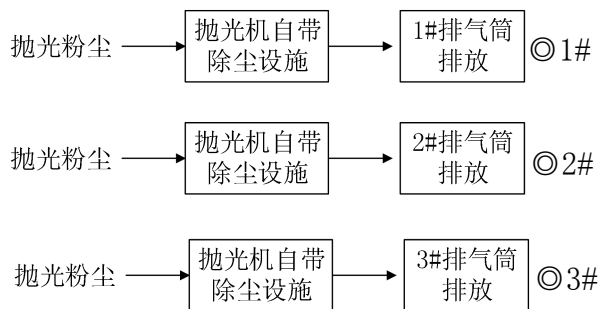 抛光粉尘
抛光机自带
除尘设施
1#排气筒
排放
◎1#
抛光粉尘
抛光机自带
除尘设施
2#排气筒
排放
◎2#
抛光粉尘
抛光机自带
除尘设施
3#排气筒
排放
◎3#